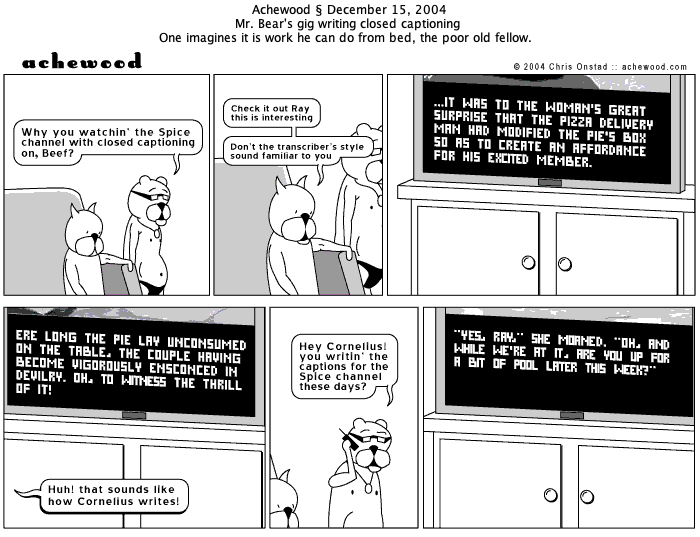 Achewood § December 15, 2004
Mr. Bear's gig writing closed captioning
One imagines it is work he can do from bed, the poor old fellow.
achewood
© 2004 Chris Onstad :: achewood.com
Why you watchin' the Spice
channel with closed captioning
on, Beef?
Check it out Ray
this is interesting
Don't the transcriber's style
sound familiar to you
...IT WAS TO THE WOMAN'S GREAT
SURPRISE THAT THE PIZZA DELIVERY
MAN HAD MODIFIED THE PIE'S BOX
SO AS TO CREATE AN AFFORDANCE
FOR HIS EXCITED MEMBER.
ERE LONG THE PIE LAY UNCONSUMED
ON THE TABLE, THE COUPLE HAVING
BECOME VIGOROUSLY ENSCONCED IN
DEVILRY. OH, TO WITNESS THE THRILL
OF IT!
Huh! that sounds like
how Cornelius writes!
Hey Cornelius!
you writin' the
captions for the
Spice channel
these days?
"YES, RAY," SHE MOANED. "OH, AND
WHILE WE'RE AT IT, ARE YOU UP FOR
A BIT OF POOL LATER THIS WEEK?"